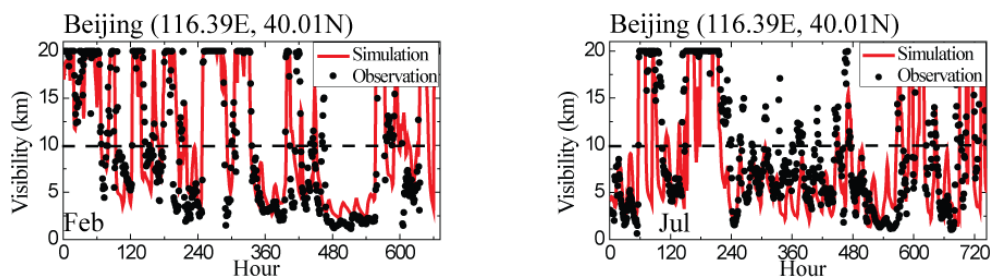 Beijing (116.39E, 40.01N)
20
15
10
5
0
Visibility (km)
Simulation
Observation
Feb
0 120 240 360 480 600
Hour
Beijing (116.39E, 40.01N)
20
15
10
5
0
Visibility (km)
Simulation
Observation
Jul
0 120 240 360 480 600 720
Hour